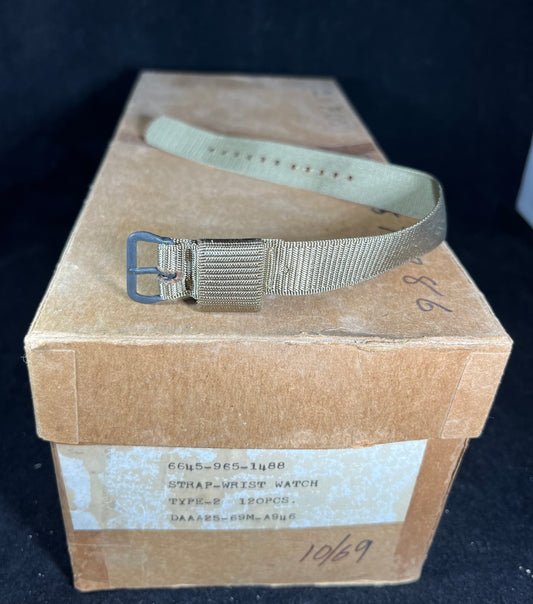 6645-965-1488
STRAP-WRIST WATCH
TYPE-2 120PCS.
DAAA25-69M-A946
10/69